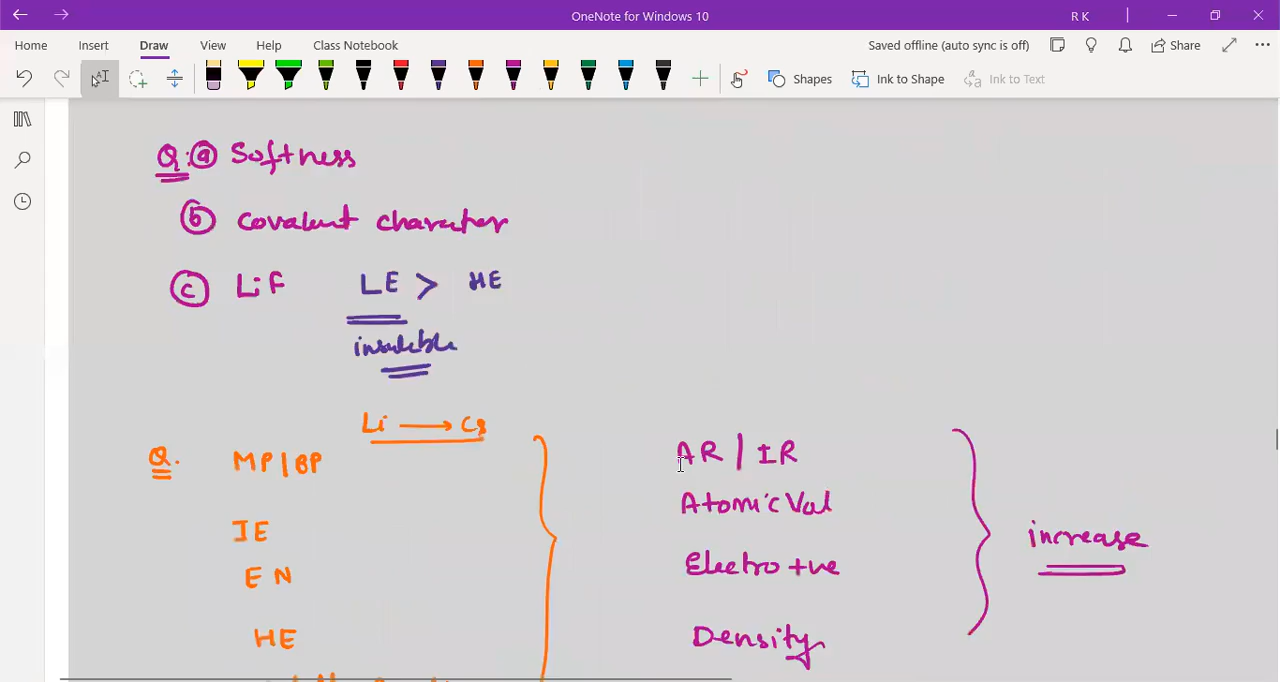 OneNote for Windows 10
R K
Home Insert Draw View Help Class Notebook
Saved offline (auto sync is off) Share
Shapes Ink to Shape Ink to Text
Q: a Softness
b Covalent charater
c LiF LE > HE
insoluble
Li → Cs
Q. MP/BP
IE
EN
HE
AR | IR
Atomic Vol
Electro +ve
Density
increase